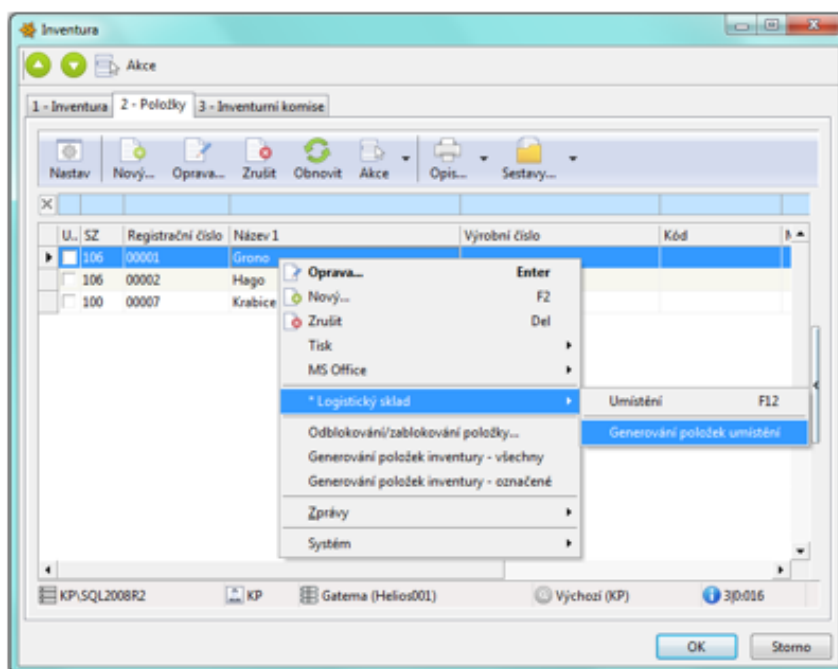 Inventura
Akce
1 - Inventura 2 - Položky 3 - Inventurní komise
Nastav Nový... Oprava... Zrušit Obnovit Akce Opis... Sestavy...
U.. SZ Registrační číslo Název 1 Výrobní číslo Kód
106 00001 Grono
106 00002 Hago
100 00007 Krabice
Oprava... Enter
Nový... F2
Zrušit Del
Tisk
MS Office
* Logistický sklad
Umístění F12
Generování položek umístění
Odblokování/zablokování položky...
Generování položek inventury - všechny
Generování položek inventury - označené
Zprávy
Systém
KP\SQL2008R2 KP Gatema (Helios001) Výchozí (KP) 3|0:016
OK Storno